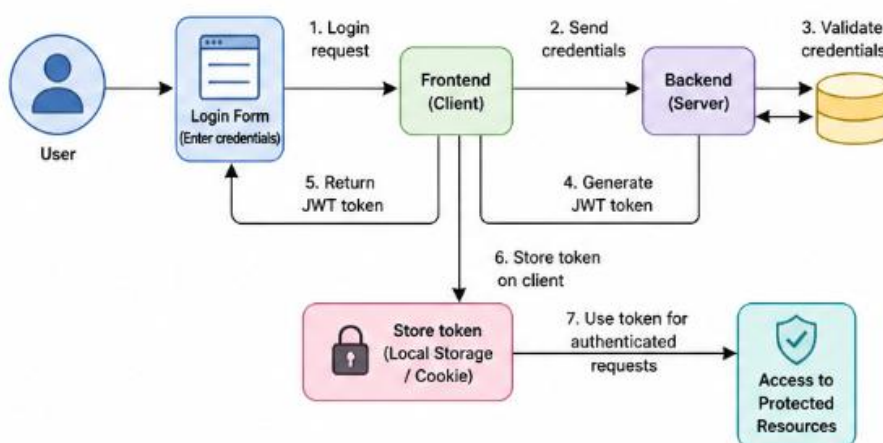 User
Login Form
(Enter credentials)
1. Login
request
Frontend
(Client)
2. Send
credentials
Backend
(Server)
3. Validate
credentials
5. Return
JWT token
4. Generate
JWT token
6. Store token
on client
Store token
(Local Storage
/ Cookie)
7. Use token for
authenticated
requests
Access to
Protected
Resources